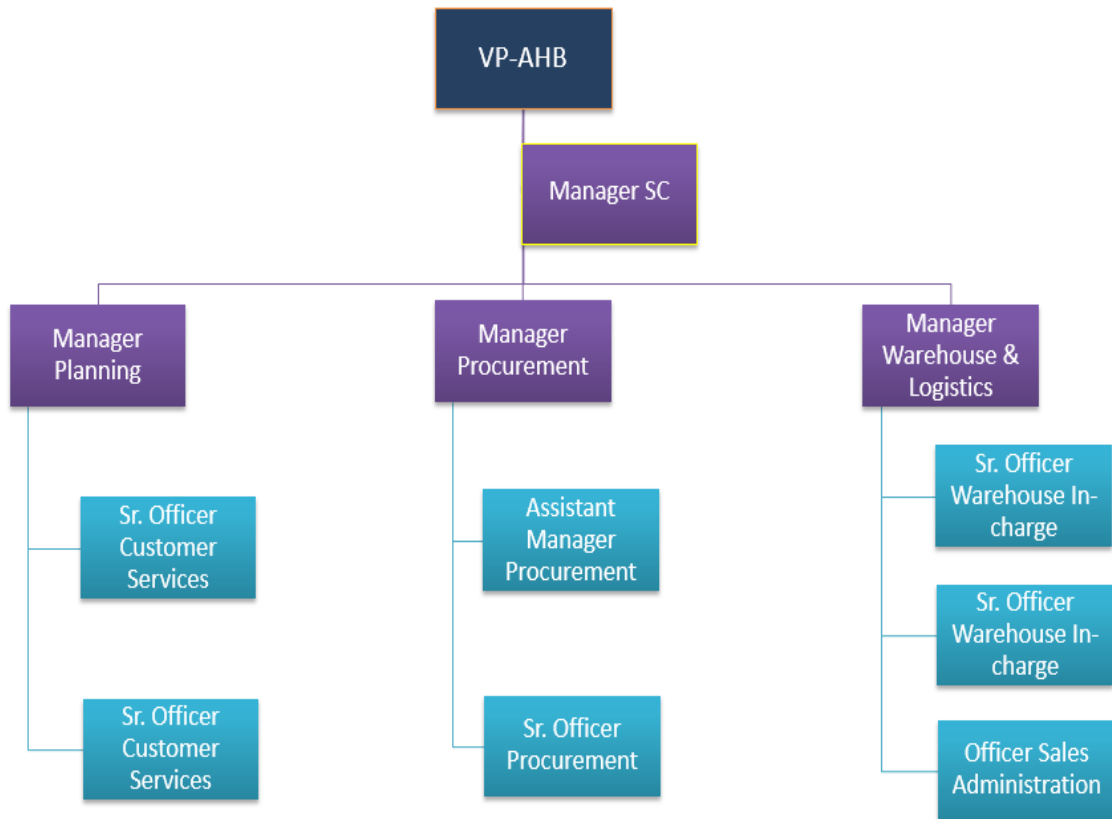 VP-AHB
Manager SC
Manager
Planning
Manager
Procurement
Manager
Warehouse &
Logistics
Sr. Officer
Customer
Services
Sr. Officer
Customer
Services
Assistant
Manager
Procurement
Sr. Officer
Procurement
Sr. Officer
Warehouse In-
charge
Sr. Officer
Warehouse In-
charge
Officer Sales
Administration